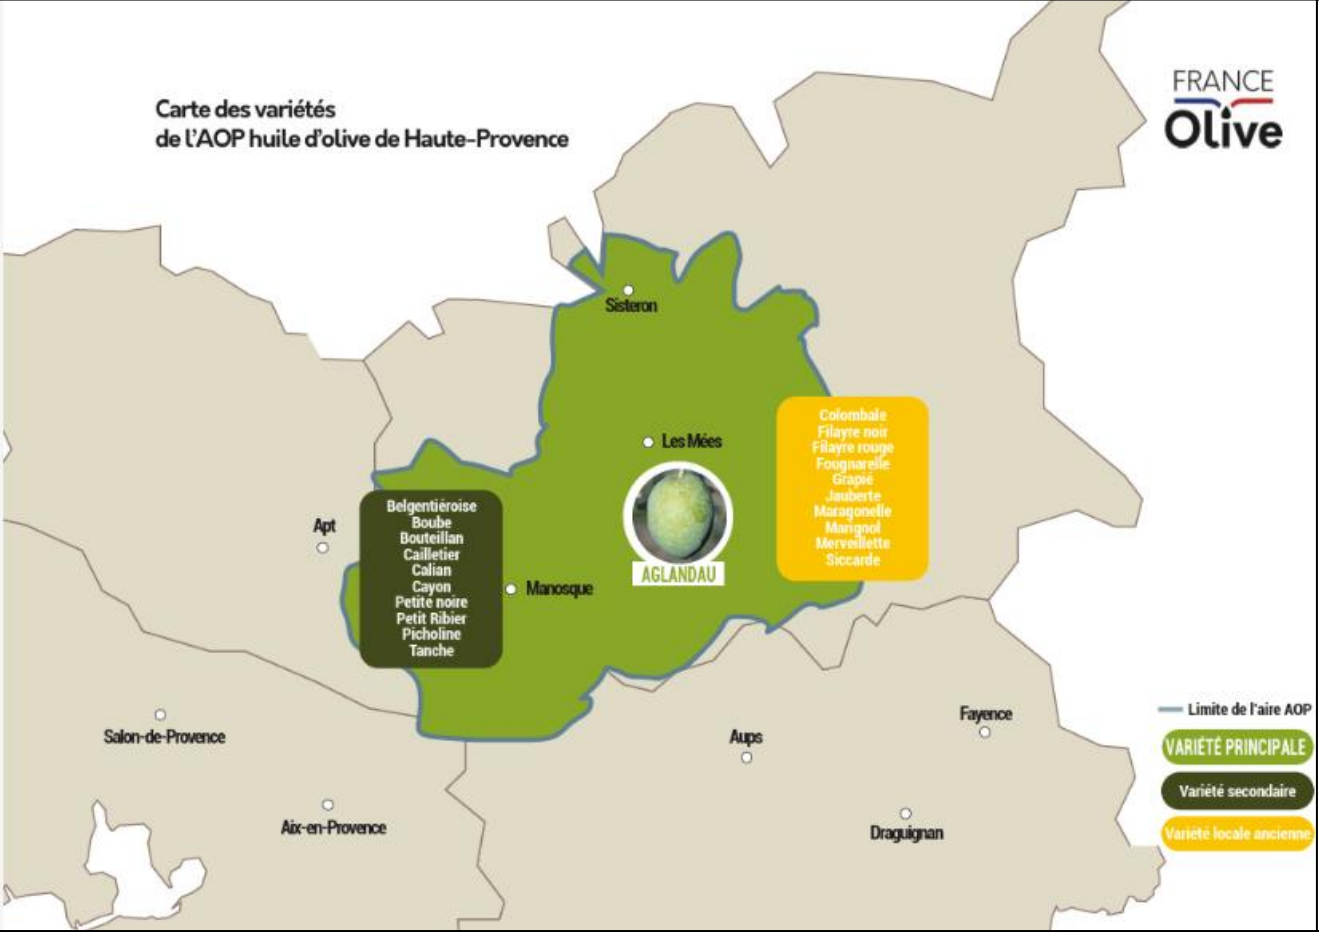 Carte des variétés
de l'AOP huile d'olive de Haute-Provence
FRANCE
Olive
Sisteron
Les Mées
AGLANDAU
Colombale
Filayre noir
Filayre rouge
Fougnarelle
Grapié
Jauberte
Maragonelle
Marignol
Merveillette
Siccarde
Apt
Belgentiéroise
Boube
Bouteillan
Cailletier
Calian
Cayon
Petite noire
Petit Ribier
Picholine
Tanche
Manosque
Salon-de-Provence
Aix-en-Provence
Aups
Fayence
Draguignan
Limite de l'aire AOP
VARIÉTÉ PRINCIPALE
Variété secondaire
Variété locale ancienne